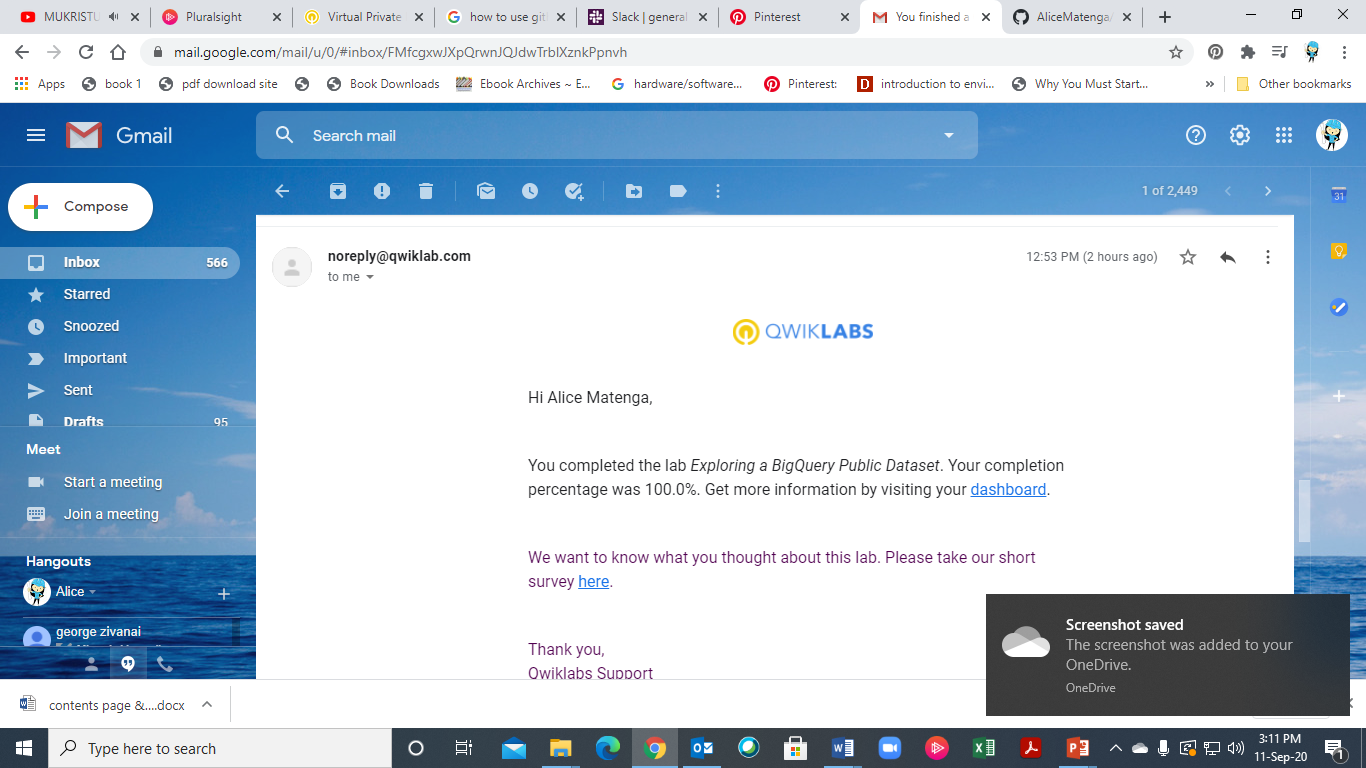 MUKRISTU
Pluralsight
Virtual Private
how to use git
Slack | general
Pinterest
You finished a
AliceMatenga/
mail.google.com/mail/u/0/#inbox/FMfcgxwJXpQrwnJQJdwTrblXznkPpnvh
Apps
book 1
pdf download site
Book Downloads
Ebook Archives ~ E...
hardware/software...
Pinterest:
introduction to envi...
Why You Must Start...
»
Other bookmarks
Gmail
Search mail
Compose
1 of 2,449
31
Inbox 566
Starred
Snoozed
Important
Sent
Drafts 95
Meet
Start a meeting
Join a meeting
Hangouts
Alice
george zivanai
noreply@qwiklab.com
12:53 PM (2 hours ago)
to me
QWIKLABS
Hi Alice Matenga,
You completed the lab Exploring a BigQuery Public Dataset. Your completion
percentage was 100.0%. Get more information by visiting your dashboard.
We want to know what you thought about this lab. Please take our short
survey here.
Thank you,
Qwiklabs Support
Screenshot saved
The screenshot was added to your
OneDrive.
OneDrive
contents page &....docx
Type here to search
3:11 PM
11-Sep-20
1